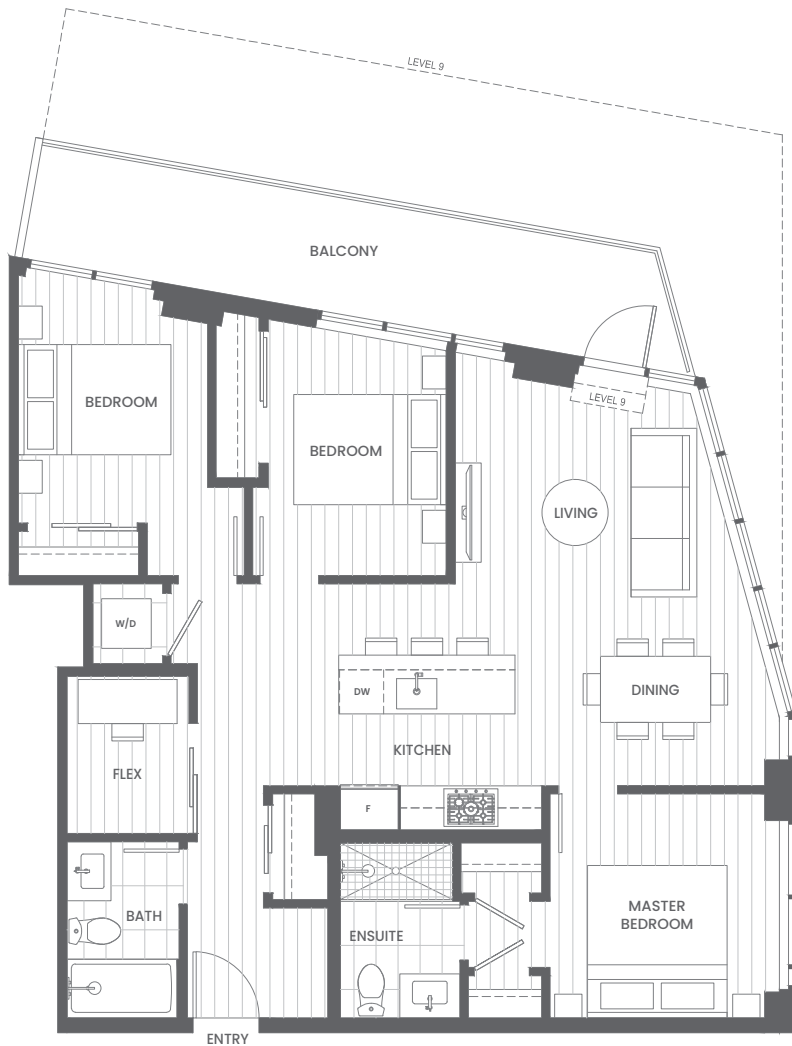 LEVEL 9
BALCONY
BEDROOM
LEVEL 9
BEDROOM
LIVING
W/D
DW
DINING
KITCHEN
FLEX
F
MASTER
BEDROOM
BATH
ENSUITE
ENTRY